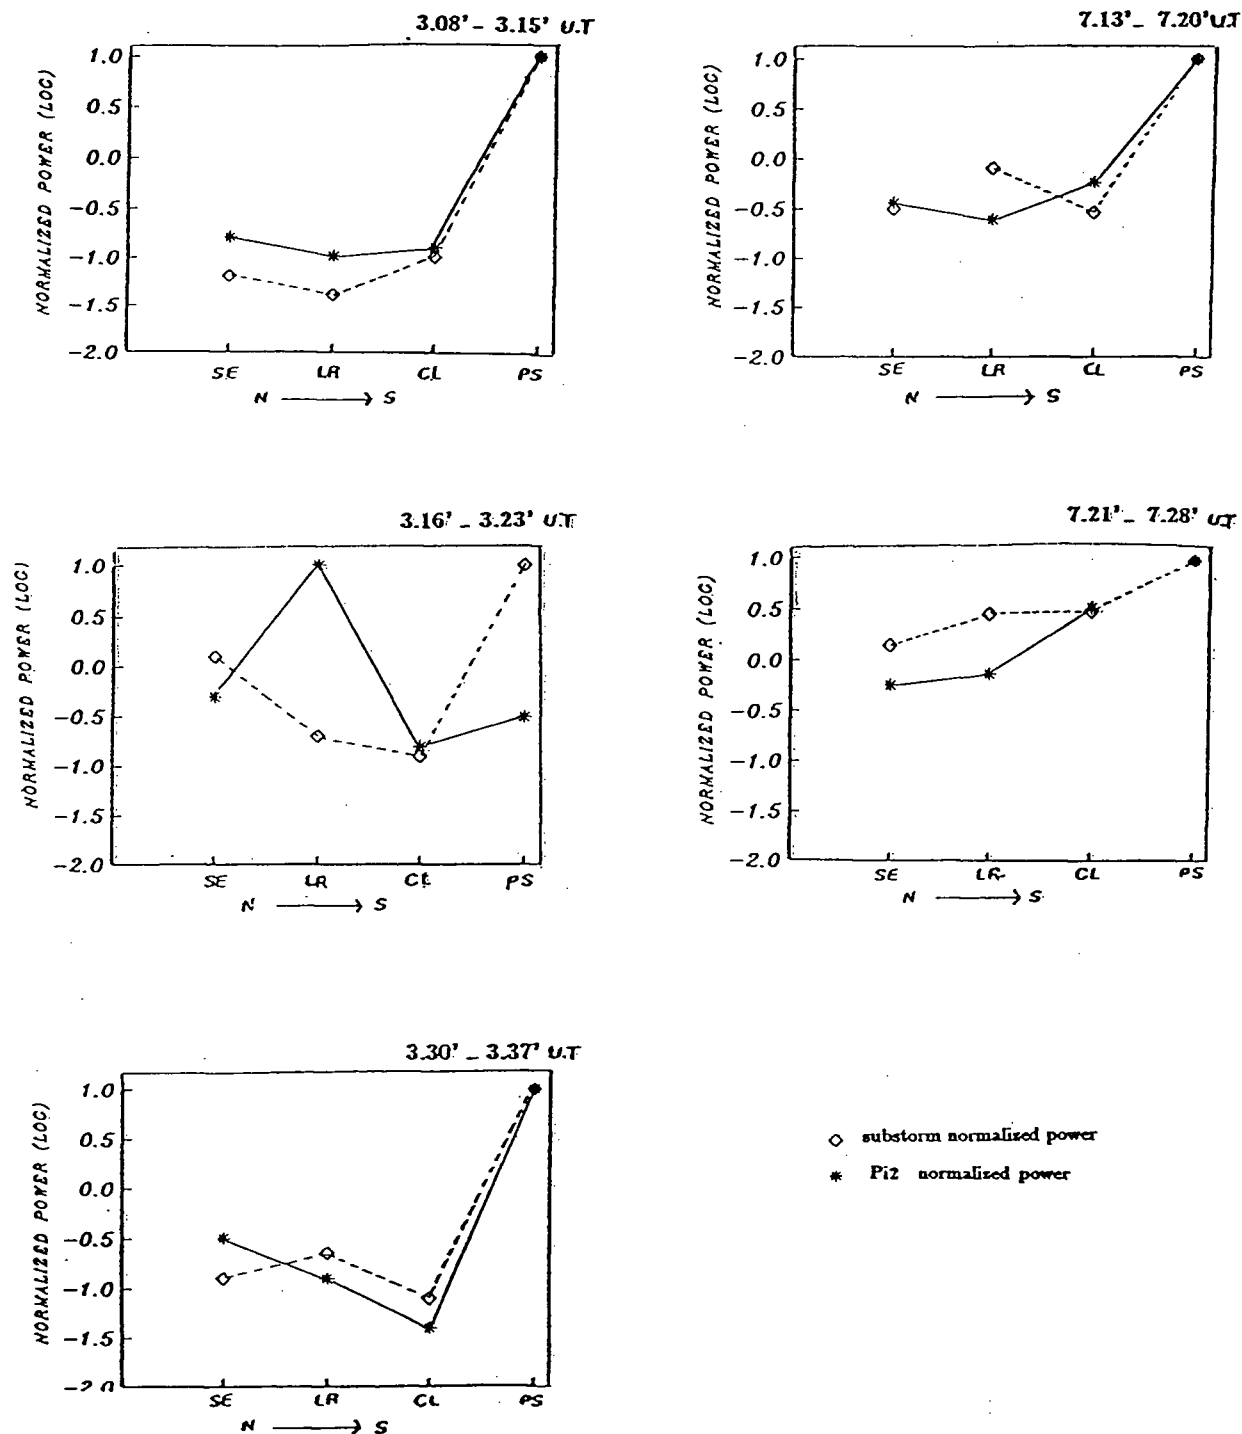 3.08' - 3.15' U.T
NORMALIZED POWER (LOG)
1.0
0.5
0.0
-0.5
-1.0
-1.5
-2.0
SE LR CL PS
N → S
7.13' - 7.20' U.T
NORMALIZED POWER (LOG)
1.0
0.5
0.0
-0.5
-1.0
-1.5
-2.0
SE LR CL PS
N → S
3.16' - 3.23' U.T
NORMALIZED POWER (LOG)
1.0
0.5
0.0
-0.5
-1.0
-1.5
-2.0
SE LR CL PS
N → S
7.21' - 7.28' U.T
NORMALIZED POWER (LOG)
1.0
0.5
0.0
-0.5
-1.0
-1.5
-2.0
SE LR CL PS
N → S
3.30' - 3.37' U.T
NORMALIZED POWER (LOG)
1.0
0.5
0.0
-0.5
-1.0
-1.5
-2.0
SE LR CL PS
N → S
◇ substorm normalized power
* Pi2 normalized power